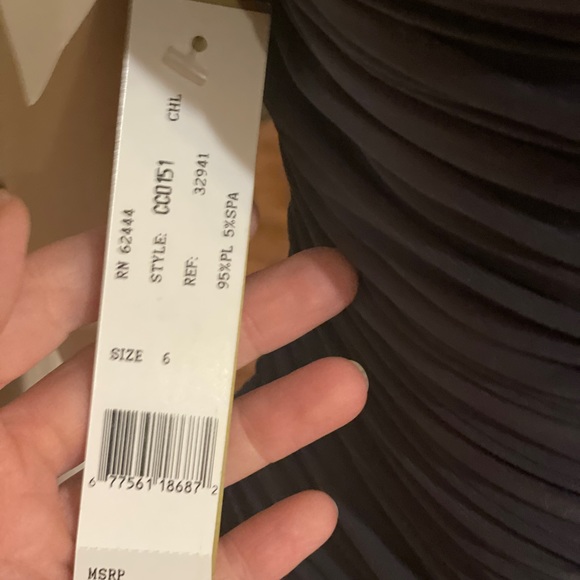 CHL
RN 62444
STYLE: CC0151
REF: 32941
95%PL 5%SPA
SIZE 6
6 77561 18687 2
MSRP